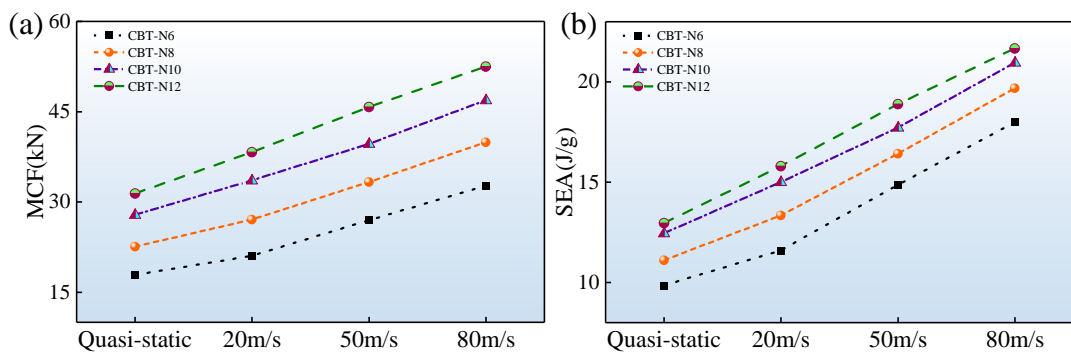 (a)
60
45
30
15
MCF(kN)
CBT-N6
CBT-N8
CBT-N10
CBT-N12
Quasi-static 20m/s 50m/s 80m/s
(b)
20
15
10
SEA(J/g)
CBT-N6
CBT-N8
CBT-N10
CBT-N12
Quasi-static 20m/s 50m/s 80m/s